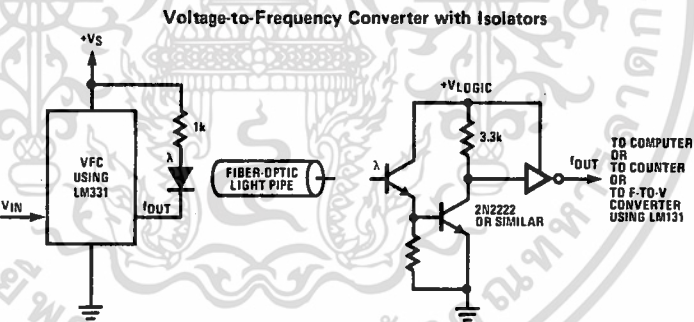 Voltage-to-Frequency Converter with Isolators
+VS
1k
λ
VFC
USING
LM331
VIN
fOUT
FIBER-OPTIC
LIGHT PIPE
+VLOGIC
3.3k
λ
2N2222
OR SIMILAR
fOUT
TO COMPUTER
OR
TO COUNTER
OR
TO F-TO-V
CONVERTER
USING LM131